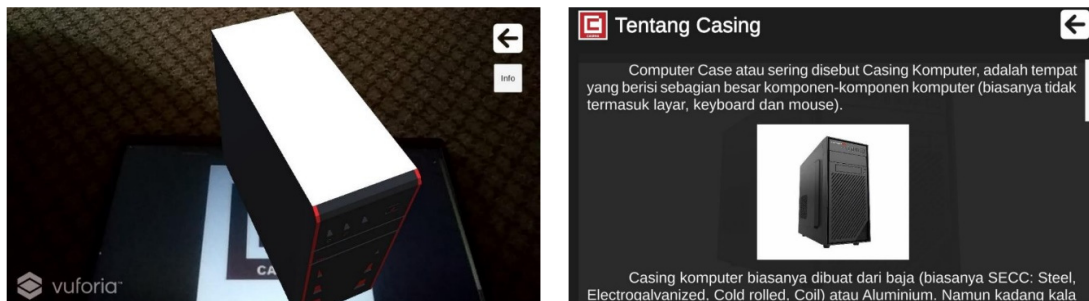 Info
CA
vuforia™
Tentang Casing
Computer Case atau sering disebut Casing Komputer, adalah tempat
yang berisi sebagian besar komponen-komponen komputer (biasanya tidak
termasuk layar, keyboard dan mouse).
Casing komputer biasanya dibuat dari baja (biasanya SECC: Steel,
Electrogalvanized, Cold rolled, Coil) atau Aluminium. Namun kadang kala